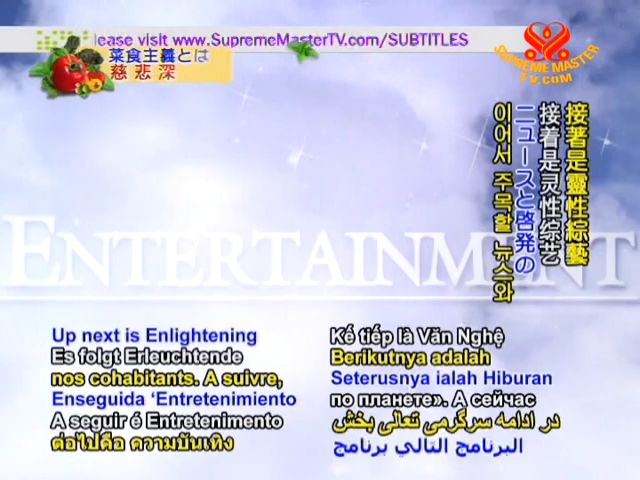 lease visit www.SupremeMasterTV.com/SUBTITLES
菜食主義とは
慈悲深
SUPREME MASTER
TV.COM
接著是靈性綜藝
接着是灵性综艺
ニュースと啓発の
이어서 주목할 뉴스와
ENTERTAINMENT
Up next is Enlightening
Es folgt Erleuchtende
nos cohabitants. A suivre,
Enseguida ‘Entretenimiento
A seguir é Entretenimento
ต่อไปคือ ความบันเทิง
Kế tiếp là Văn Nghệ
Berikutnya adalah
Seterusnya ialah Hiburan
по планете». А сейчас
در ادامه سرگرمی تعالی بخش
البرنامج التالي برنامج